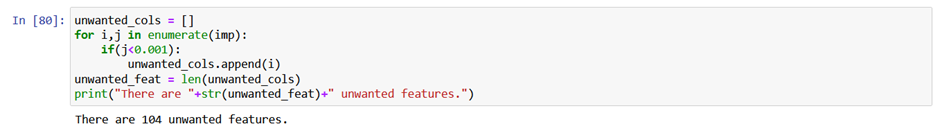 In [80]: unwanted_cols = []
for i,j in enumerate(imp):
    if(j<0.001):
        unwanted_cols.append(i)
unwanted_feat = len(unwanted_cols)
print("There are "+str(unwanted_feat)+" unwanted features.")
There are 104 unwanted features.